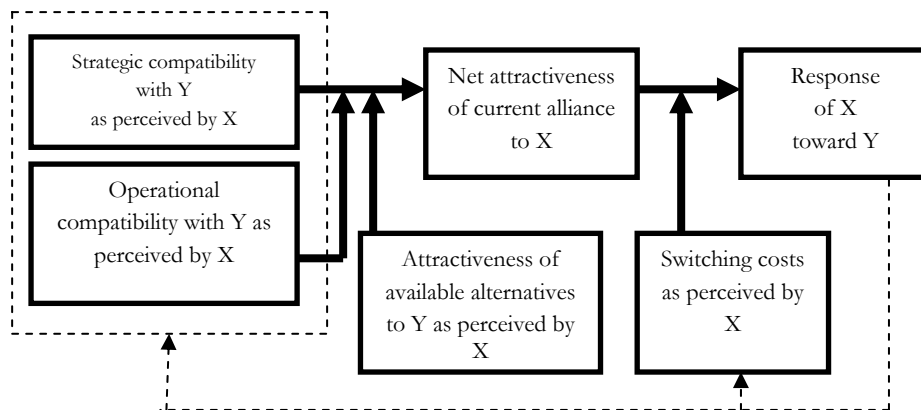 Strategic compatibility
with Y
as perceived by X
Operational
compatibility with Y as
perceived by X
Net attractiveness
of current alliance
to X
Response
of X
toward Y
Attractiveness of
available alternatives
to Y as perceived by
X
Switching costs
as perceived by
X